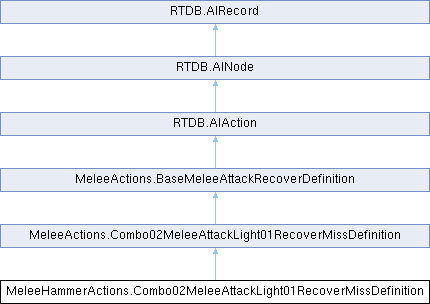 RTDB.AIRecord
RTDB.AINode
RTDB.AIAction
MeleeActions.BaseMeleeAttackRecoverDefinition
MeleeActions.Combo02MeleeAttackLight01RecoverMissDefinition
MeleeHammerActions.Combo02MeleeAttackLight01RecoverMissDefinition